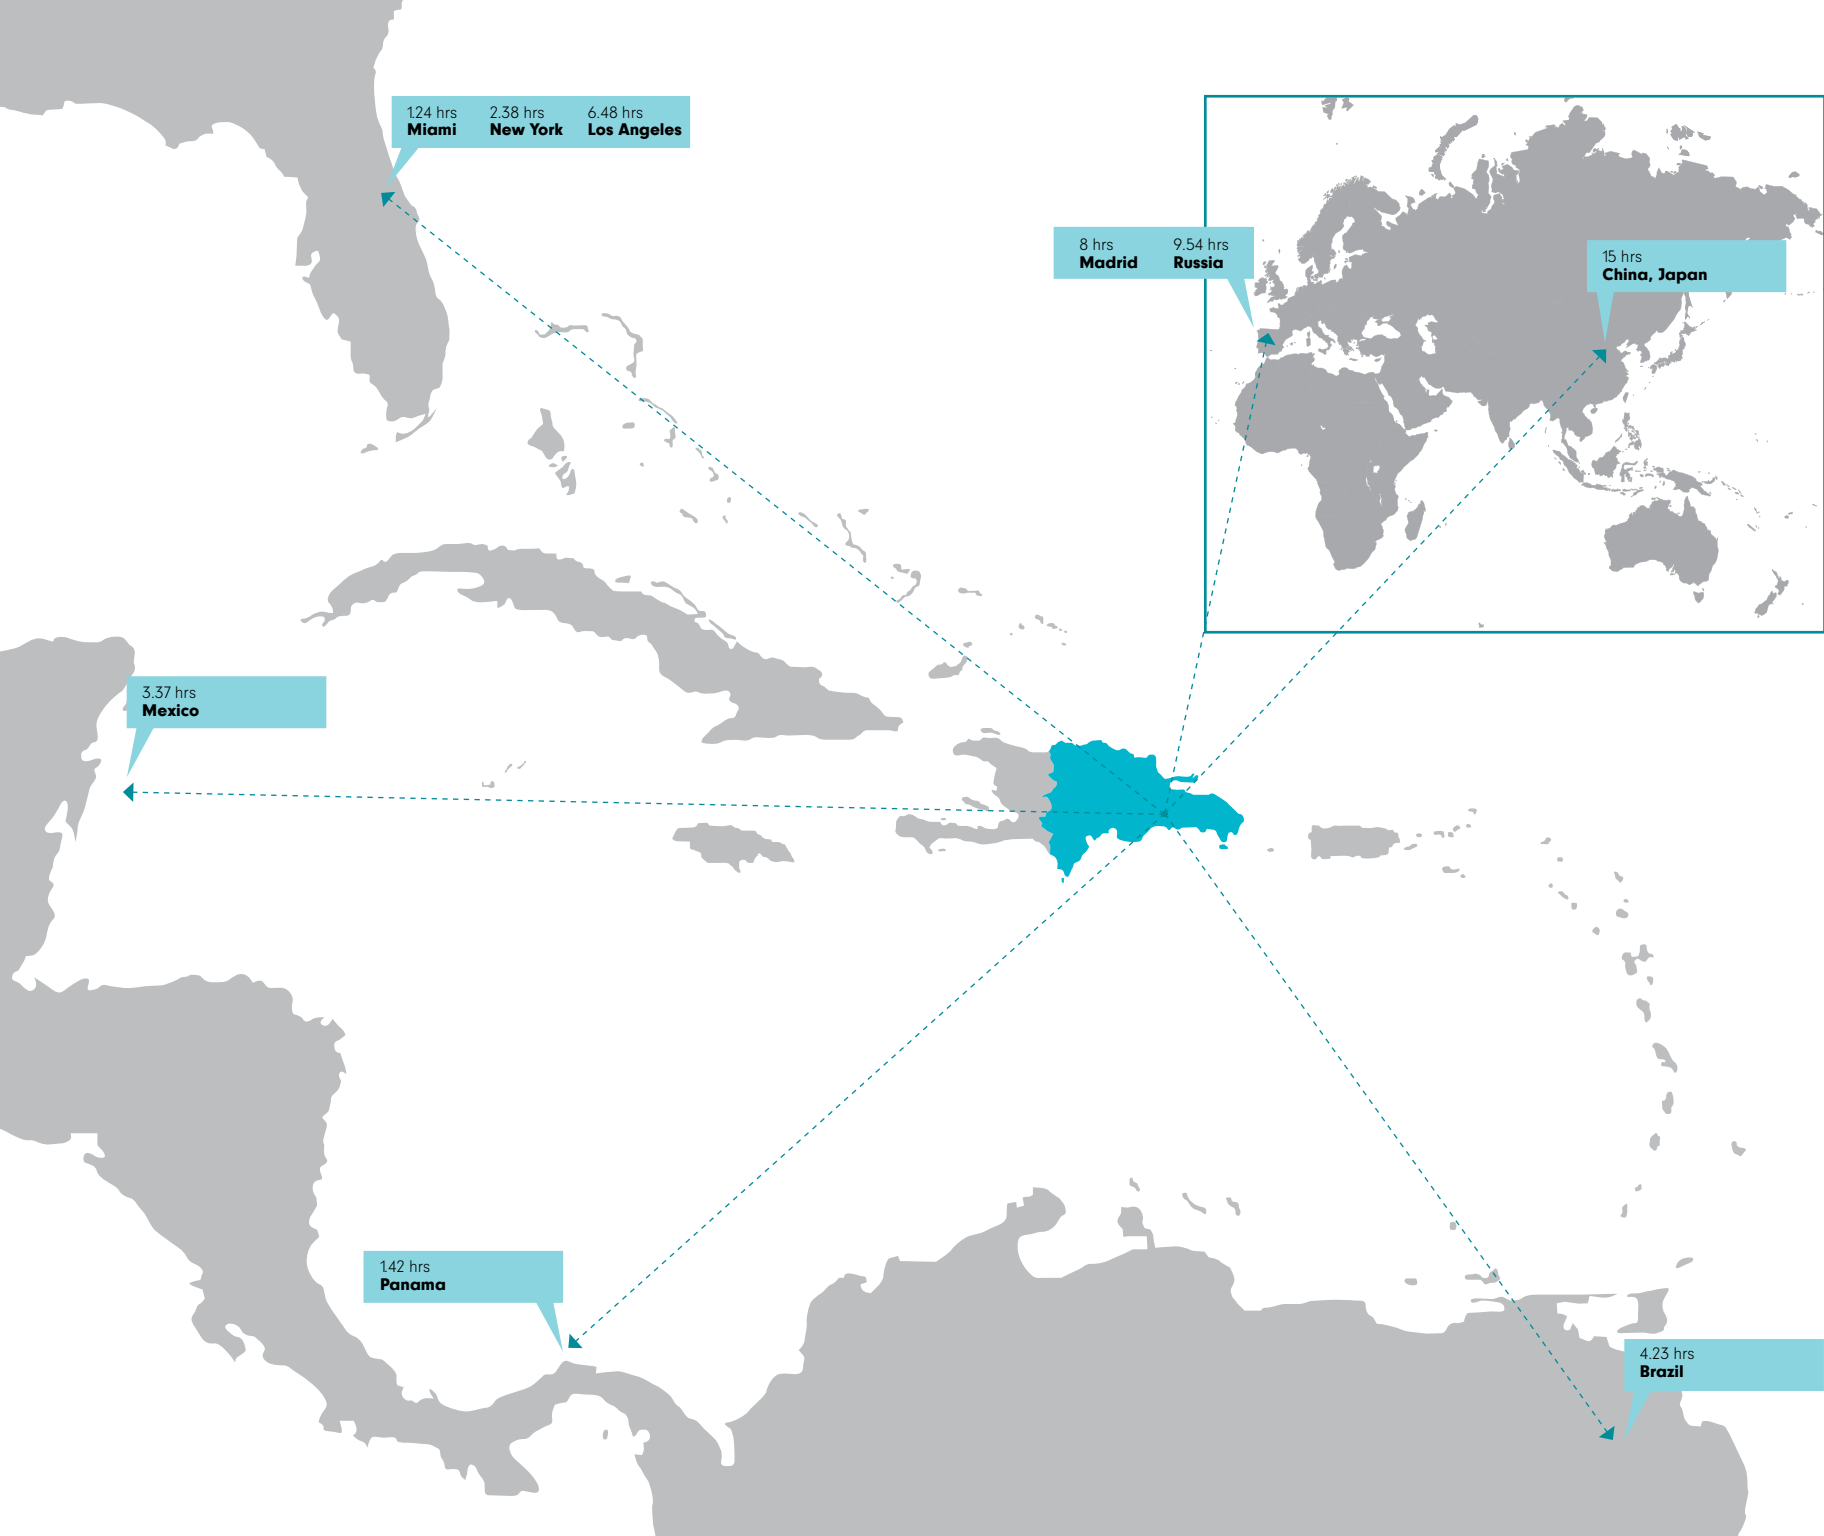 1.24 hrs 2.38 hrs 6.48 hrs
Miami New York Los Angeles
8 hrs 9.54 hrs
Madrid Russia
15 hrs
China, Japan
3.37 hrs
Mexico
1.42 hrs
Panama
4.23 hrs
Brazil